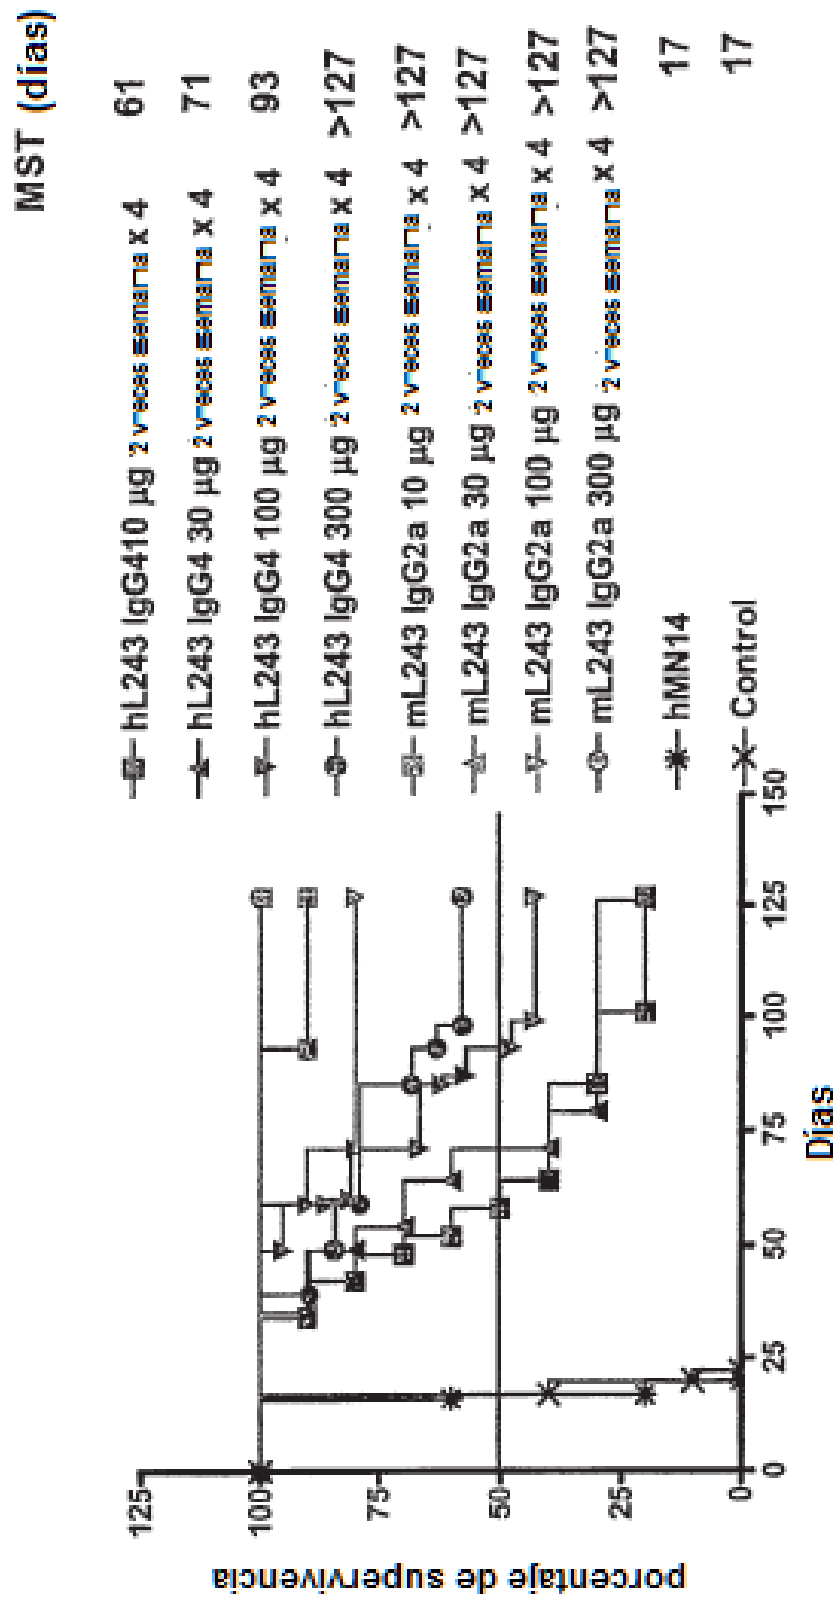 MST (días)
hL243 IgG410 µg 2 veces semana x 4 61
hL243 IgG4 30 µg 2 veces semana x 4 71
hL243 IgG4 100 µg 2 veces semana x 4 93
hL243 IgG4 300 µg 2 veces semana x 4 >127
mL243 IgG2a 10 µg 2 veces semana x 4 >127
mL243 IgG2a 30 µg 2 veces semana x 4 >127
mL243 IgG2a 100 µg 2 veces semana x 4 >127
mL243 IgG2a 300 µg 2 veces semana x 4 >127
hMN14 17
Control 17
porcentaje de supervivencia
125
100
75
50
25
0
0 25 50 75 100 125 150
Días